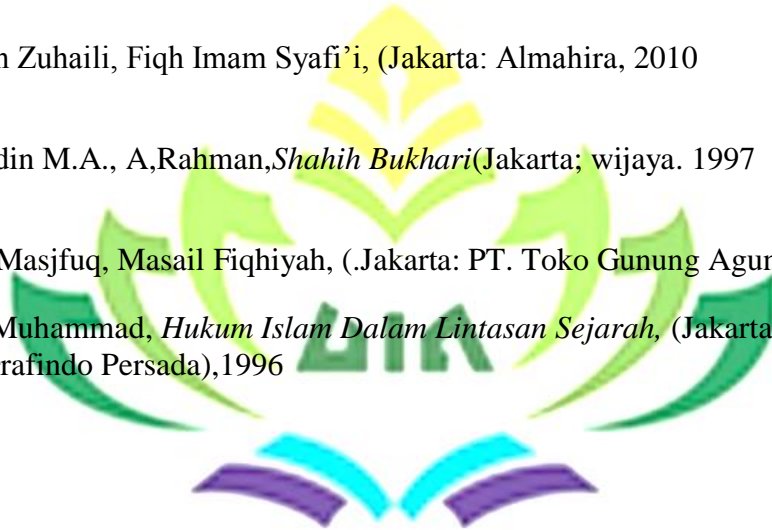 n Zuhaili, Fiqh Imam Syafi’i, (Jakarta: Almahira, 2010
din M.A., A,Rahman,Shahih Bukhari(Jakarta; wijaya. 1997
Masjfuq, Masail Fiqhiyah, (.Jakarta: PT. Toko Gunung Agun
Muhammad, Hukum Islam Dalam Lintasan Sejarah, (Jakarta
rafindo Persada),1996
UIN